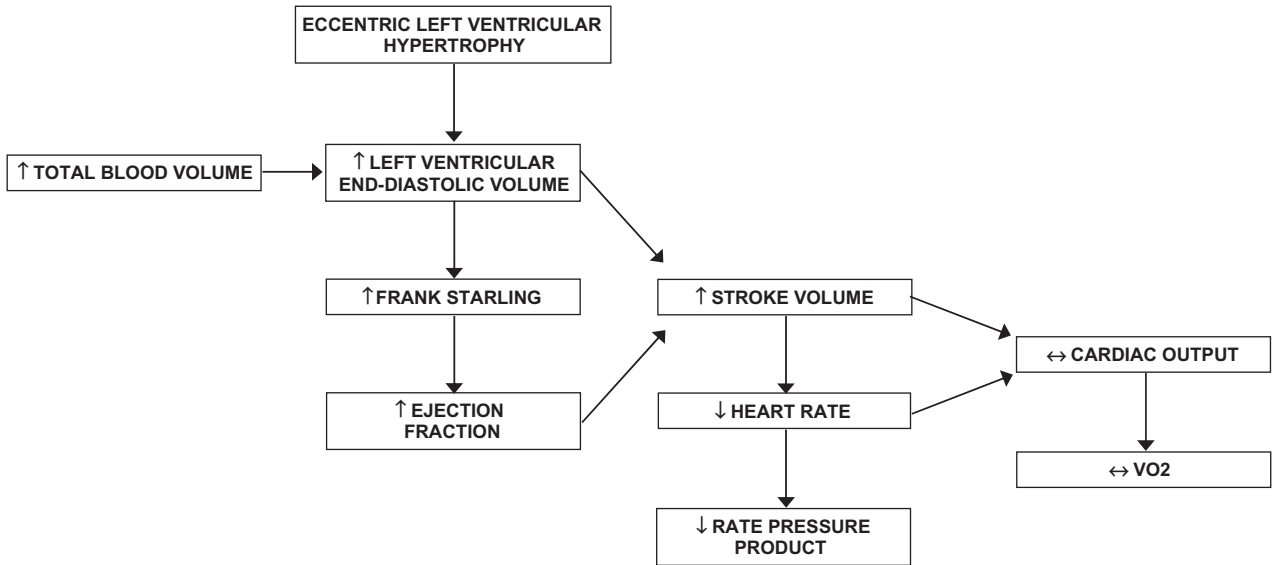 ECCENTRIC LEFT VENTRICULAR
HYPERTROPHY
↑ TOTAL BLOOD VOLUME
↑ LEFT VENTRICULAR
END-DIASTOLIC VOLUME
↑ FRANK STARLING
↑ STROKE VOLUME
↔ CARDIAC OUTPUT
↑ EJECTION
FRACTION
↓ HEART RATE
↔ VO2
↓ RATE PRESSURE
PRODUCT